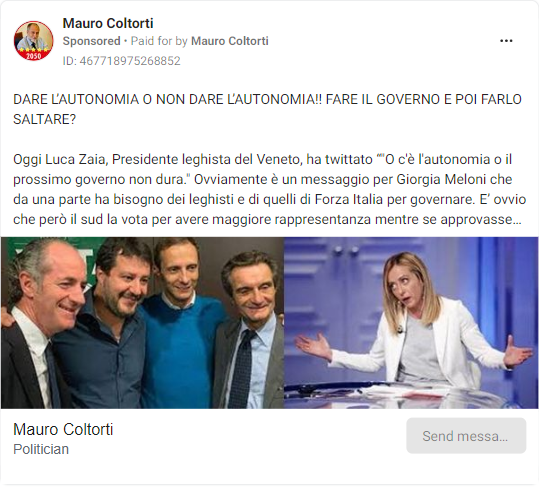 Mauro Coltorti
Sponsored • Paid for by Mauro Coltorti
ID: 467718975268852
2050
DARE L'AUTONOMIA O NON DARE L'AUTONOMIA!! FARE IL GOVERNO E POI FARLO
SALTARE?
Oggi Luca Zaia, Presidente leghista del Veneto, ha twittato “"O c'è l'autonomia o il
prossimo governo non dura." Ovviamente è un messaggio per Giorgia Meloni che
da una parte ha bisogno dei leghisti e di quelli di Forza Italia per governare. E’ ovvio
che però il sud la vota per avere maggiore rappresentanza mentre se approvasse...
Mauro Coltorti
Politician
Send messa...